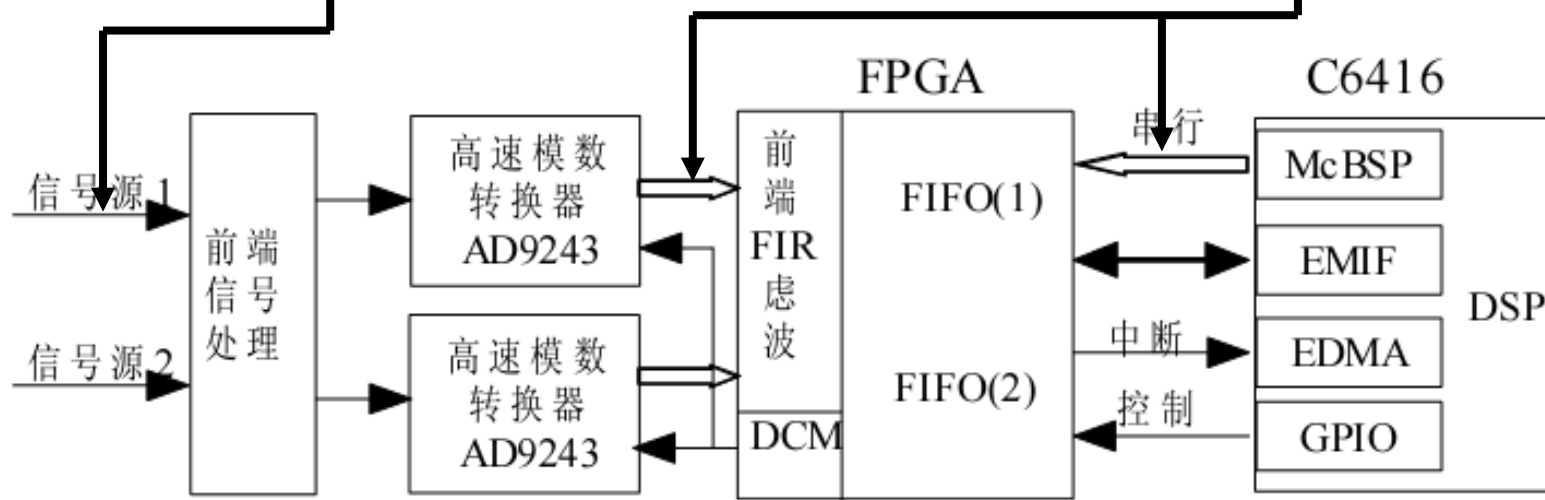 FPGA
C6416
信号源1
信号源2
前端
信号
处理
高速模数
转换器
AD9243
高速模数
转换器
AD9243
前
端
FIR
虑
波
DCM
FIFO(1)
FIFO(2)
串行
中断
控制
McBSP
EMIF
EDMA
GPIO
DSP